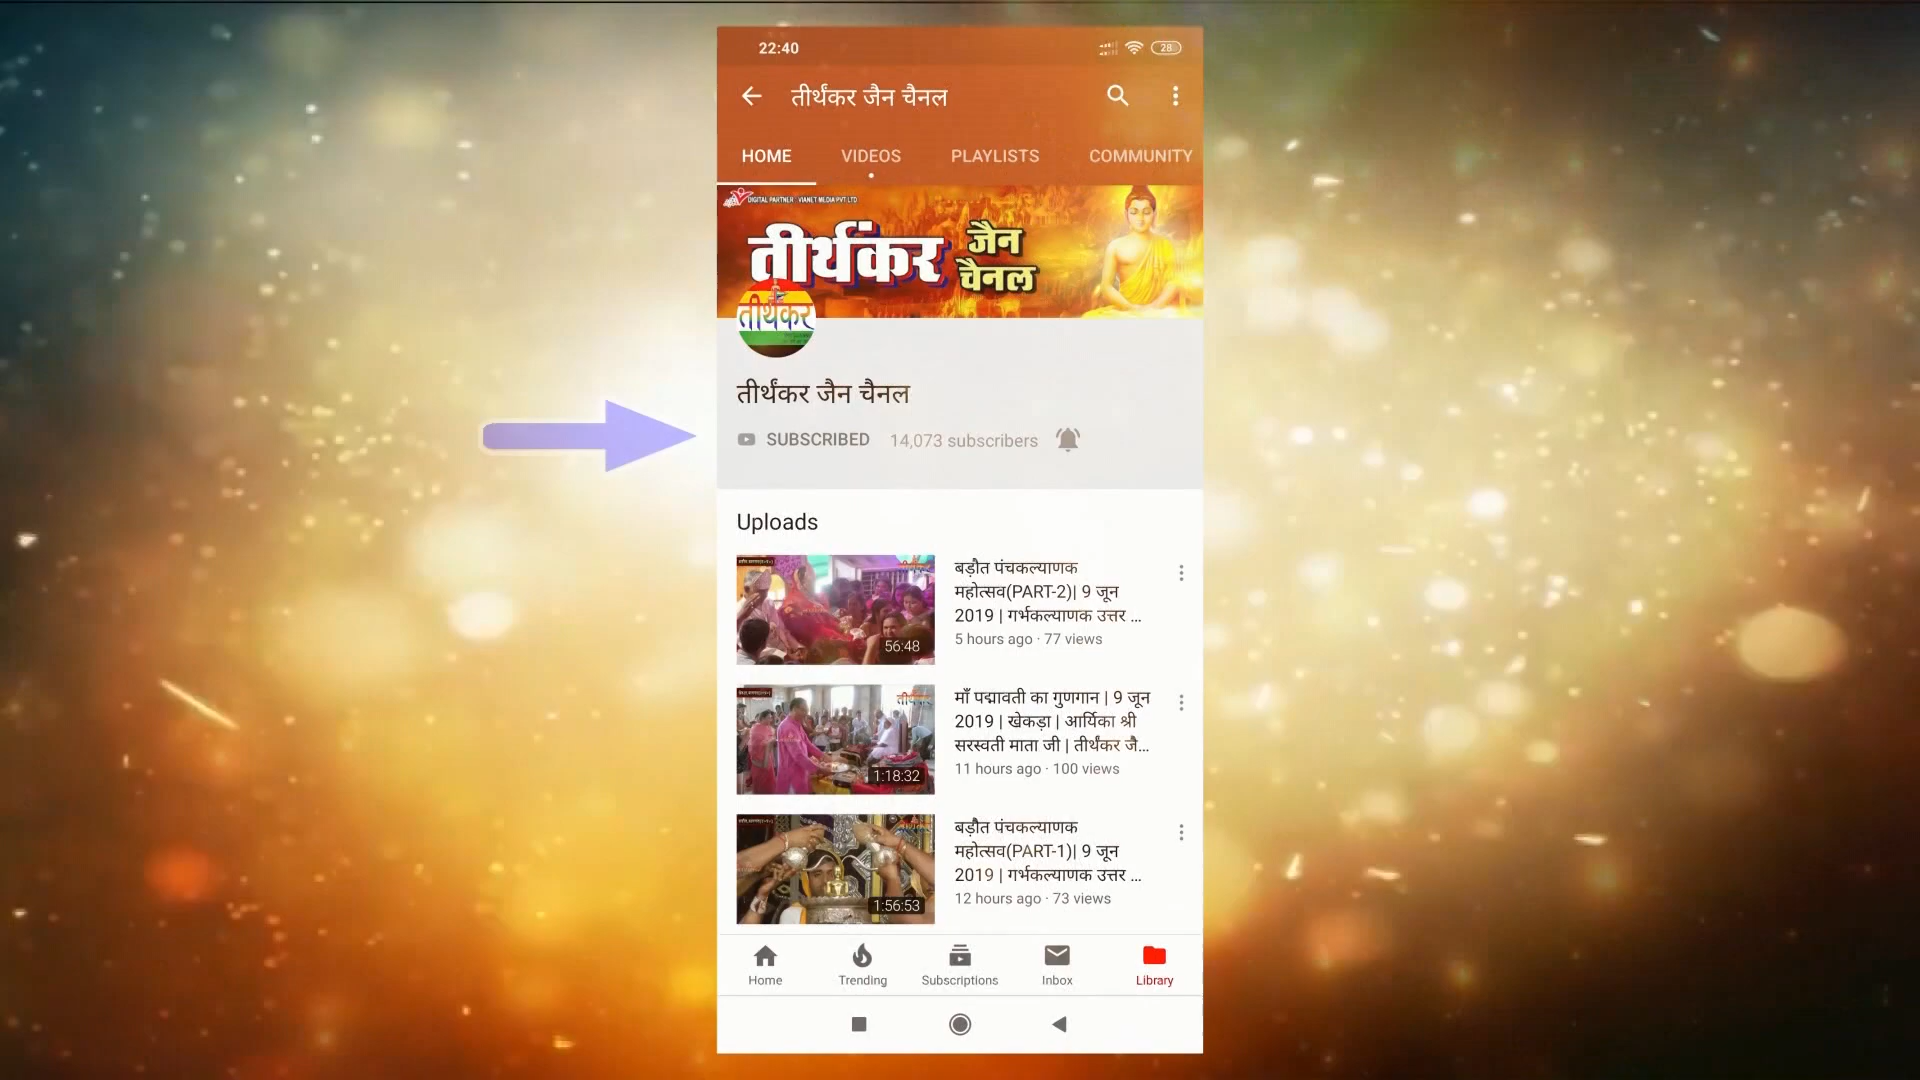 22:40
28
तीर्थंकर जैन चैनल
HOME
VIDEOS
PLAYLISTS
COMMUNITY
DIGITAL PARTNER : VIANET MEDIA PVT LTD
तीर्थंकर जैन
चैनल
तीर्थंकर
तीर्थंकर जैन चैनल
SUBSCRIBED 14,073 subscribers
Uploads
बड़ौत पंचकल्याणक
महोत्सव(PART-2)| 9 जून
2019 | गर्भकल्याणक उत्तर ...
5 hours ago · 77 views
56:48
माँ पद्मावती का गुणगान | 9 जून
2019 | खेकड़ा | आर्यिका श्री
सरस्वती माता जी | तीर्थंकर जै...
11 hours ago · 100 views
तीर्थंकर
1:18:32
बड़ौत पंचकल्याणक
महोत्सव(PART-1)| 9 जून
2019 | गर्भकल्याणक उत्तर ...
12 hours ago · 73 views
1:56:53
Home
Trending
Subscriptions
Inbox
Library